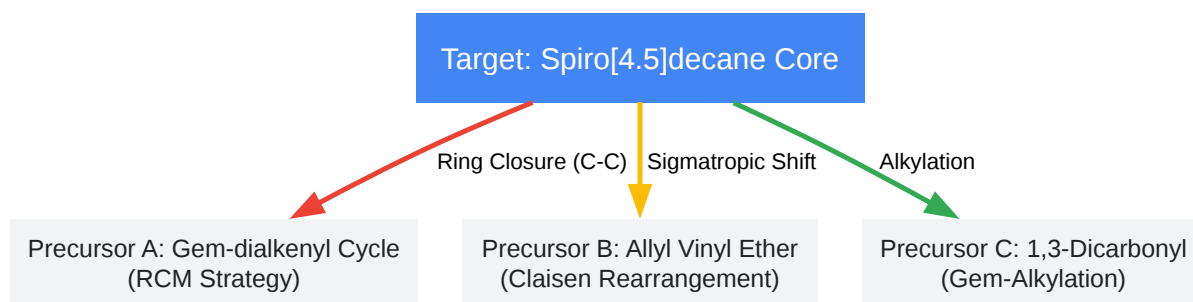 Target: Spiro[4.5]decane Core
Ring Closure (C-C)
Sigmatropic Shift
Alkylation
Precursor A: Gem-dialkenyl Cycle
(RCM Strategy)
Precursor B: Allyl Vinyl Ether
(Claisen Rearrangement)
Precursor C: 1,3-Dicarbonyl
(Gem-Alkylation)